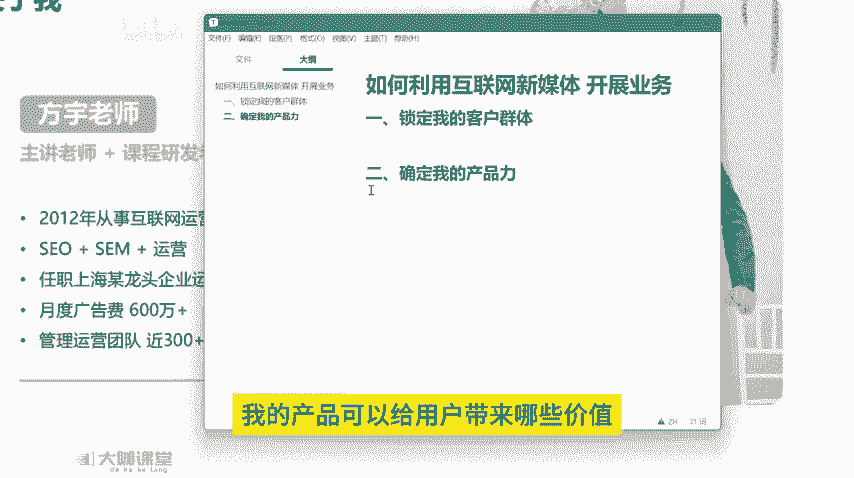 于我
方宇老师
主讲老师 + 课程研发
2012年从事互联网运营
SEO + SEM + 运营
任职上海某龙头企业运
月度广告费 600万+
管理运营团队 近300+
T
文件(F) 编辑(E) 段落(P) 格式(O) 视图(V) 主题(T) 帮助(H)
文件 大纲
如何利用互联网新媒体 开展业务
一、锁定我的客户群体
二、确定我的产品力
如何利用互联网新媒体 开展业务
一、锁定我的客户群体
二、确定我的产品力
ZH 31 词
我的产品可以给用户带来哪些价值
大咖课堂
da ka ke tang